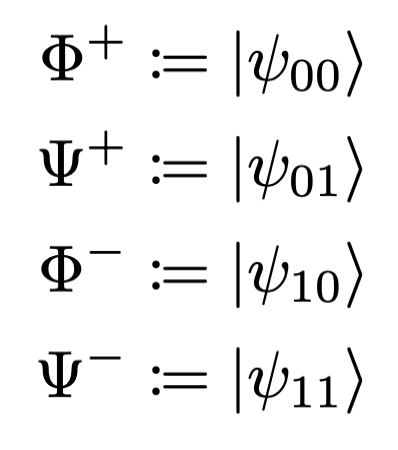 Φ⁺ := |ψ₀₀⟩
Ψ⁺ := |ψ₀₁⟩
Φ⁻ := |ψ₁₀⟩
Ψ⁻ := |ψ₁₁⟩